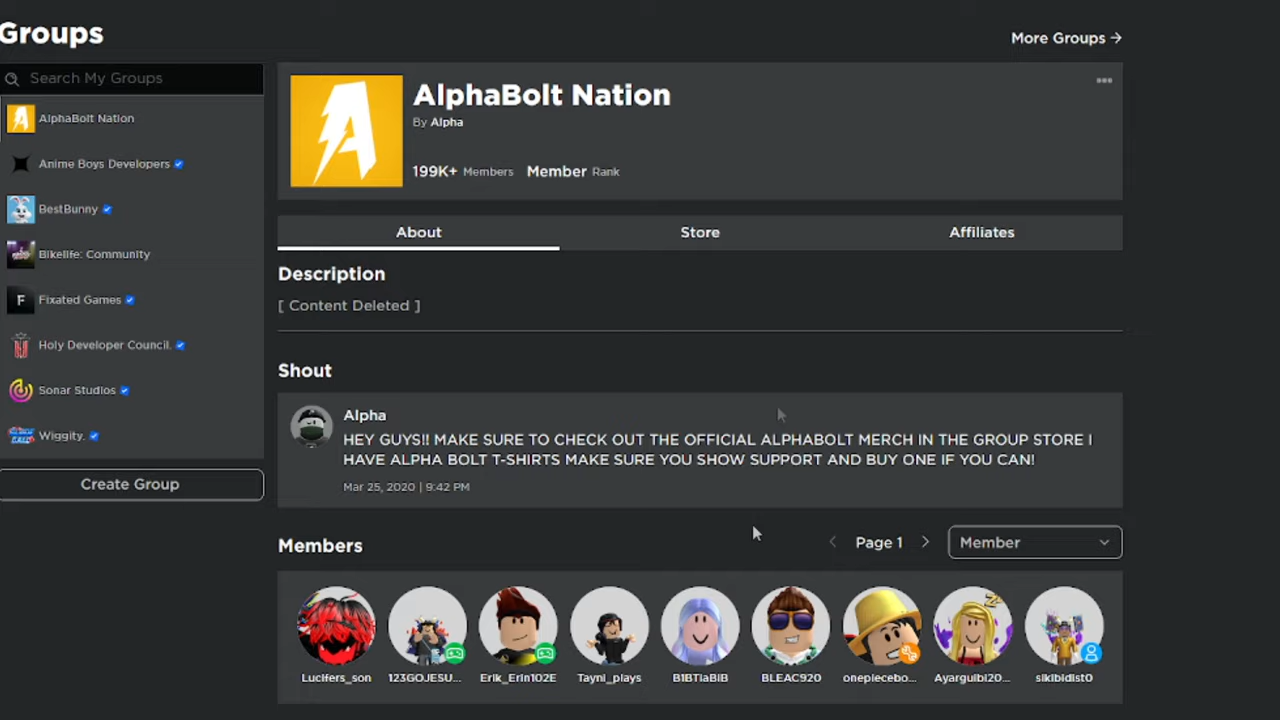 Groups
More Groups →
Search My Groups
AlphaBolt Nation
Anime Boys Developers
BestBunny
Bikelife: Community
F Fixated Games
Holy Developer Council.
Sonar Studios
Wiggity.
Create Group
A
AlphaBolt Nation
By Alpha
199K+ Members Member Rank
About Store Affiliates
Description
[ Content Deleted ]
Shout
Alpha
HEY GUYS!! MAKE SURE TO CHECK OUT THE OFFICIAL ALPHABOLT MERCH IN THE GROUP STORE I
HAVE ALPHA BOLT T-SHIRTS MAKE SURE YOU SHOW SUPPORT AND BUY ONE IF YOU CAN!
Mar 25, 2020 | 9:42 PM
Members
Page 1
Member
Lucifers_son 123GOJESU... Erik_Erin102E Tayni_plays B1BTlaBiB BLEAC920 onepiecebo... Ayarguibi20... sikibidist0